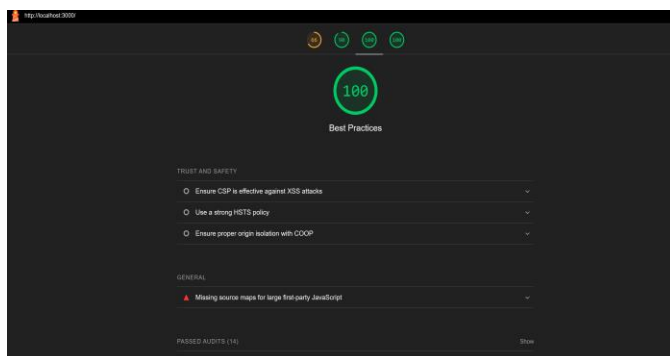 http://localhost:3000/
100
100
100
Best Practices
TRUST AND SAFETY
Ensure CSP is effective against XSS attacks
Use a strong HSTS policy
Ensure proper origin isolation with COOP
GENERAL
Missing source maps for large first-party JavaScript
PASSED AUDITS (14)
Show